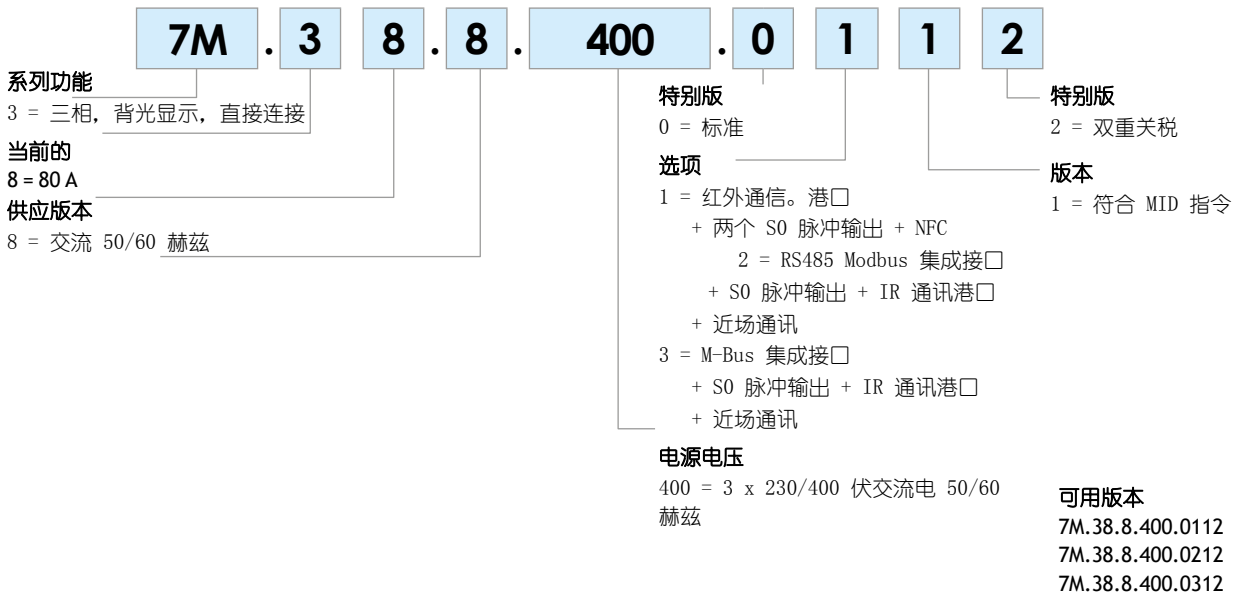 7M . 3 8 . 8 . 400 . 0 1 1 2
系列功能
3 = 三相，背光显示，直接连接
当前的
8 = 80 A
供应版本
8 = 交流 50/60 赫兹
特别版
0 = 标准
选项
1 = 红外通信。港口
+ 两个 S0 脉冲输出 + NFC
2 = RS485 Modbus 集成接口
+ S0 脉冲输出 + IR 通讯港口
+ 近场通讯
3 = M-Bus 集成接口
+ S0 脉冲输出 + IR 通讯港口
+ 近场通讯
电源电压
400 = 3 x 230/400 伏交流电 50/60
赫兹
特别版
2 = 双重关税
版本
1 = 符合 MID 指令
可用版本
7M.38.8.400.0112
7M.38.8.400.0212
7M.38.8.400.0312